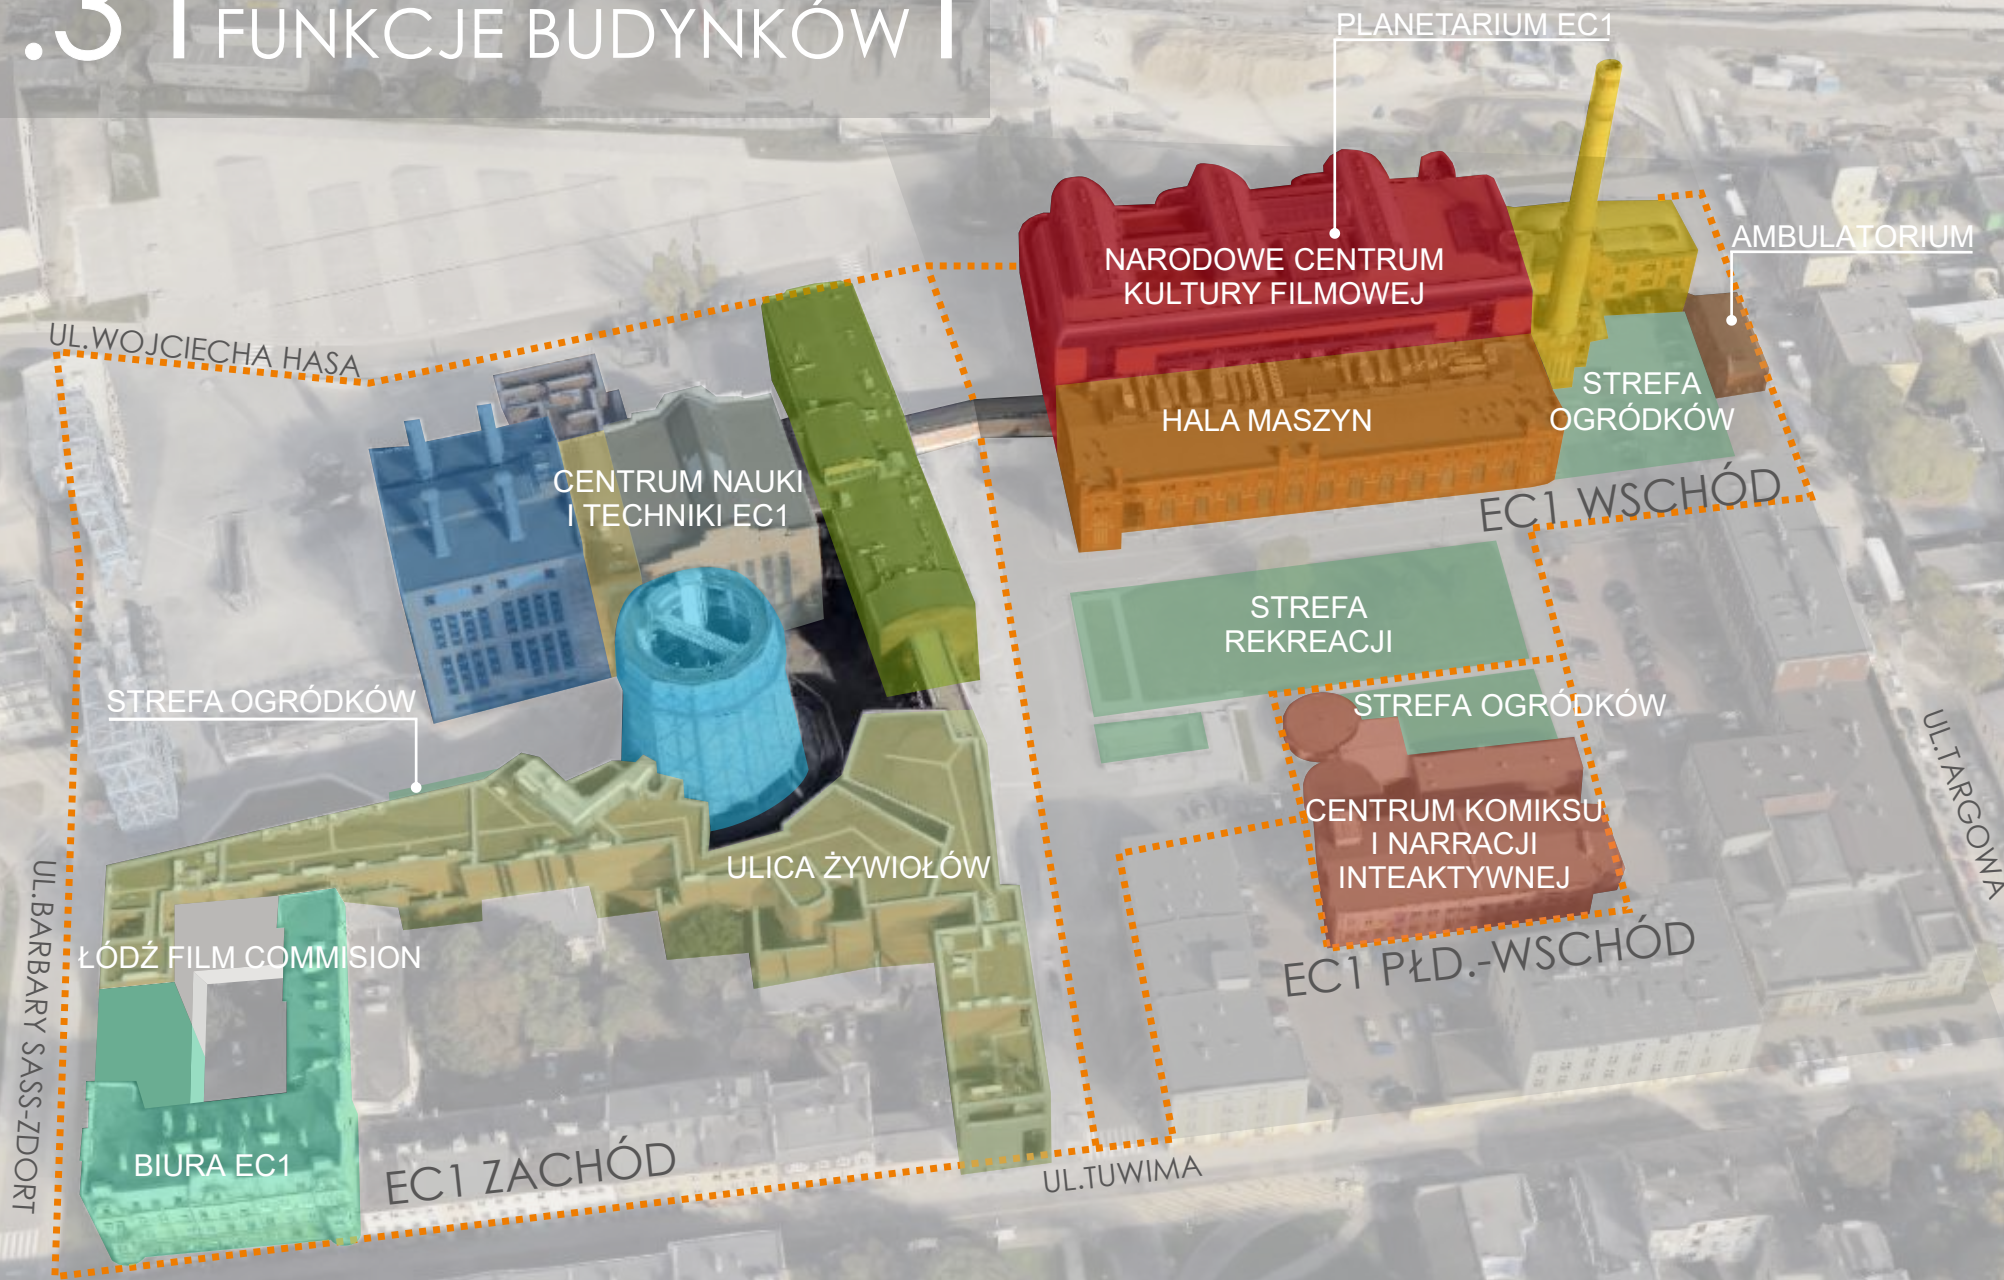 .3 | FUNKCJE BUDYNKÓW |
PLANETARIUM EC1
AMBULATORIUM
NARODOWE CENTRUM
KULTURY FILMOWEJ
UL.WOJCIECHA HASA
STREFA
OGRÓDKÓW
HALA MASZYN
CENTRUM NAUKI
I TECHNIKI EC1
EC1 WSCHÓD
STREFA
REKREACJI
STREFA OGRÓDKÓW
STREFA OGRÓDKÓW
UL.TARGOWA
CENTRUM KOMIKSU
I NARRACJI
INTEAKTYWNEJ
ULICA ŻYWIOŁÓW
UL.BARBARY SASS-ZDORT
ŁÓDŹ FILM COMMISION
EC1 PŁD.-WSCHÓD
BIURA EC1
EC1 ZACHÓD
UL.TUWIMA